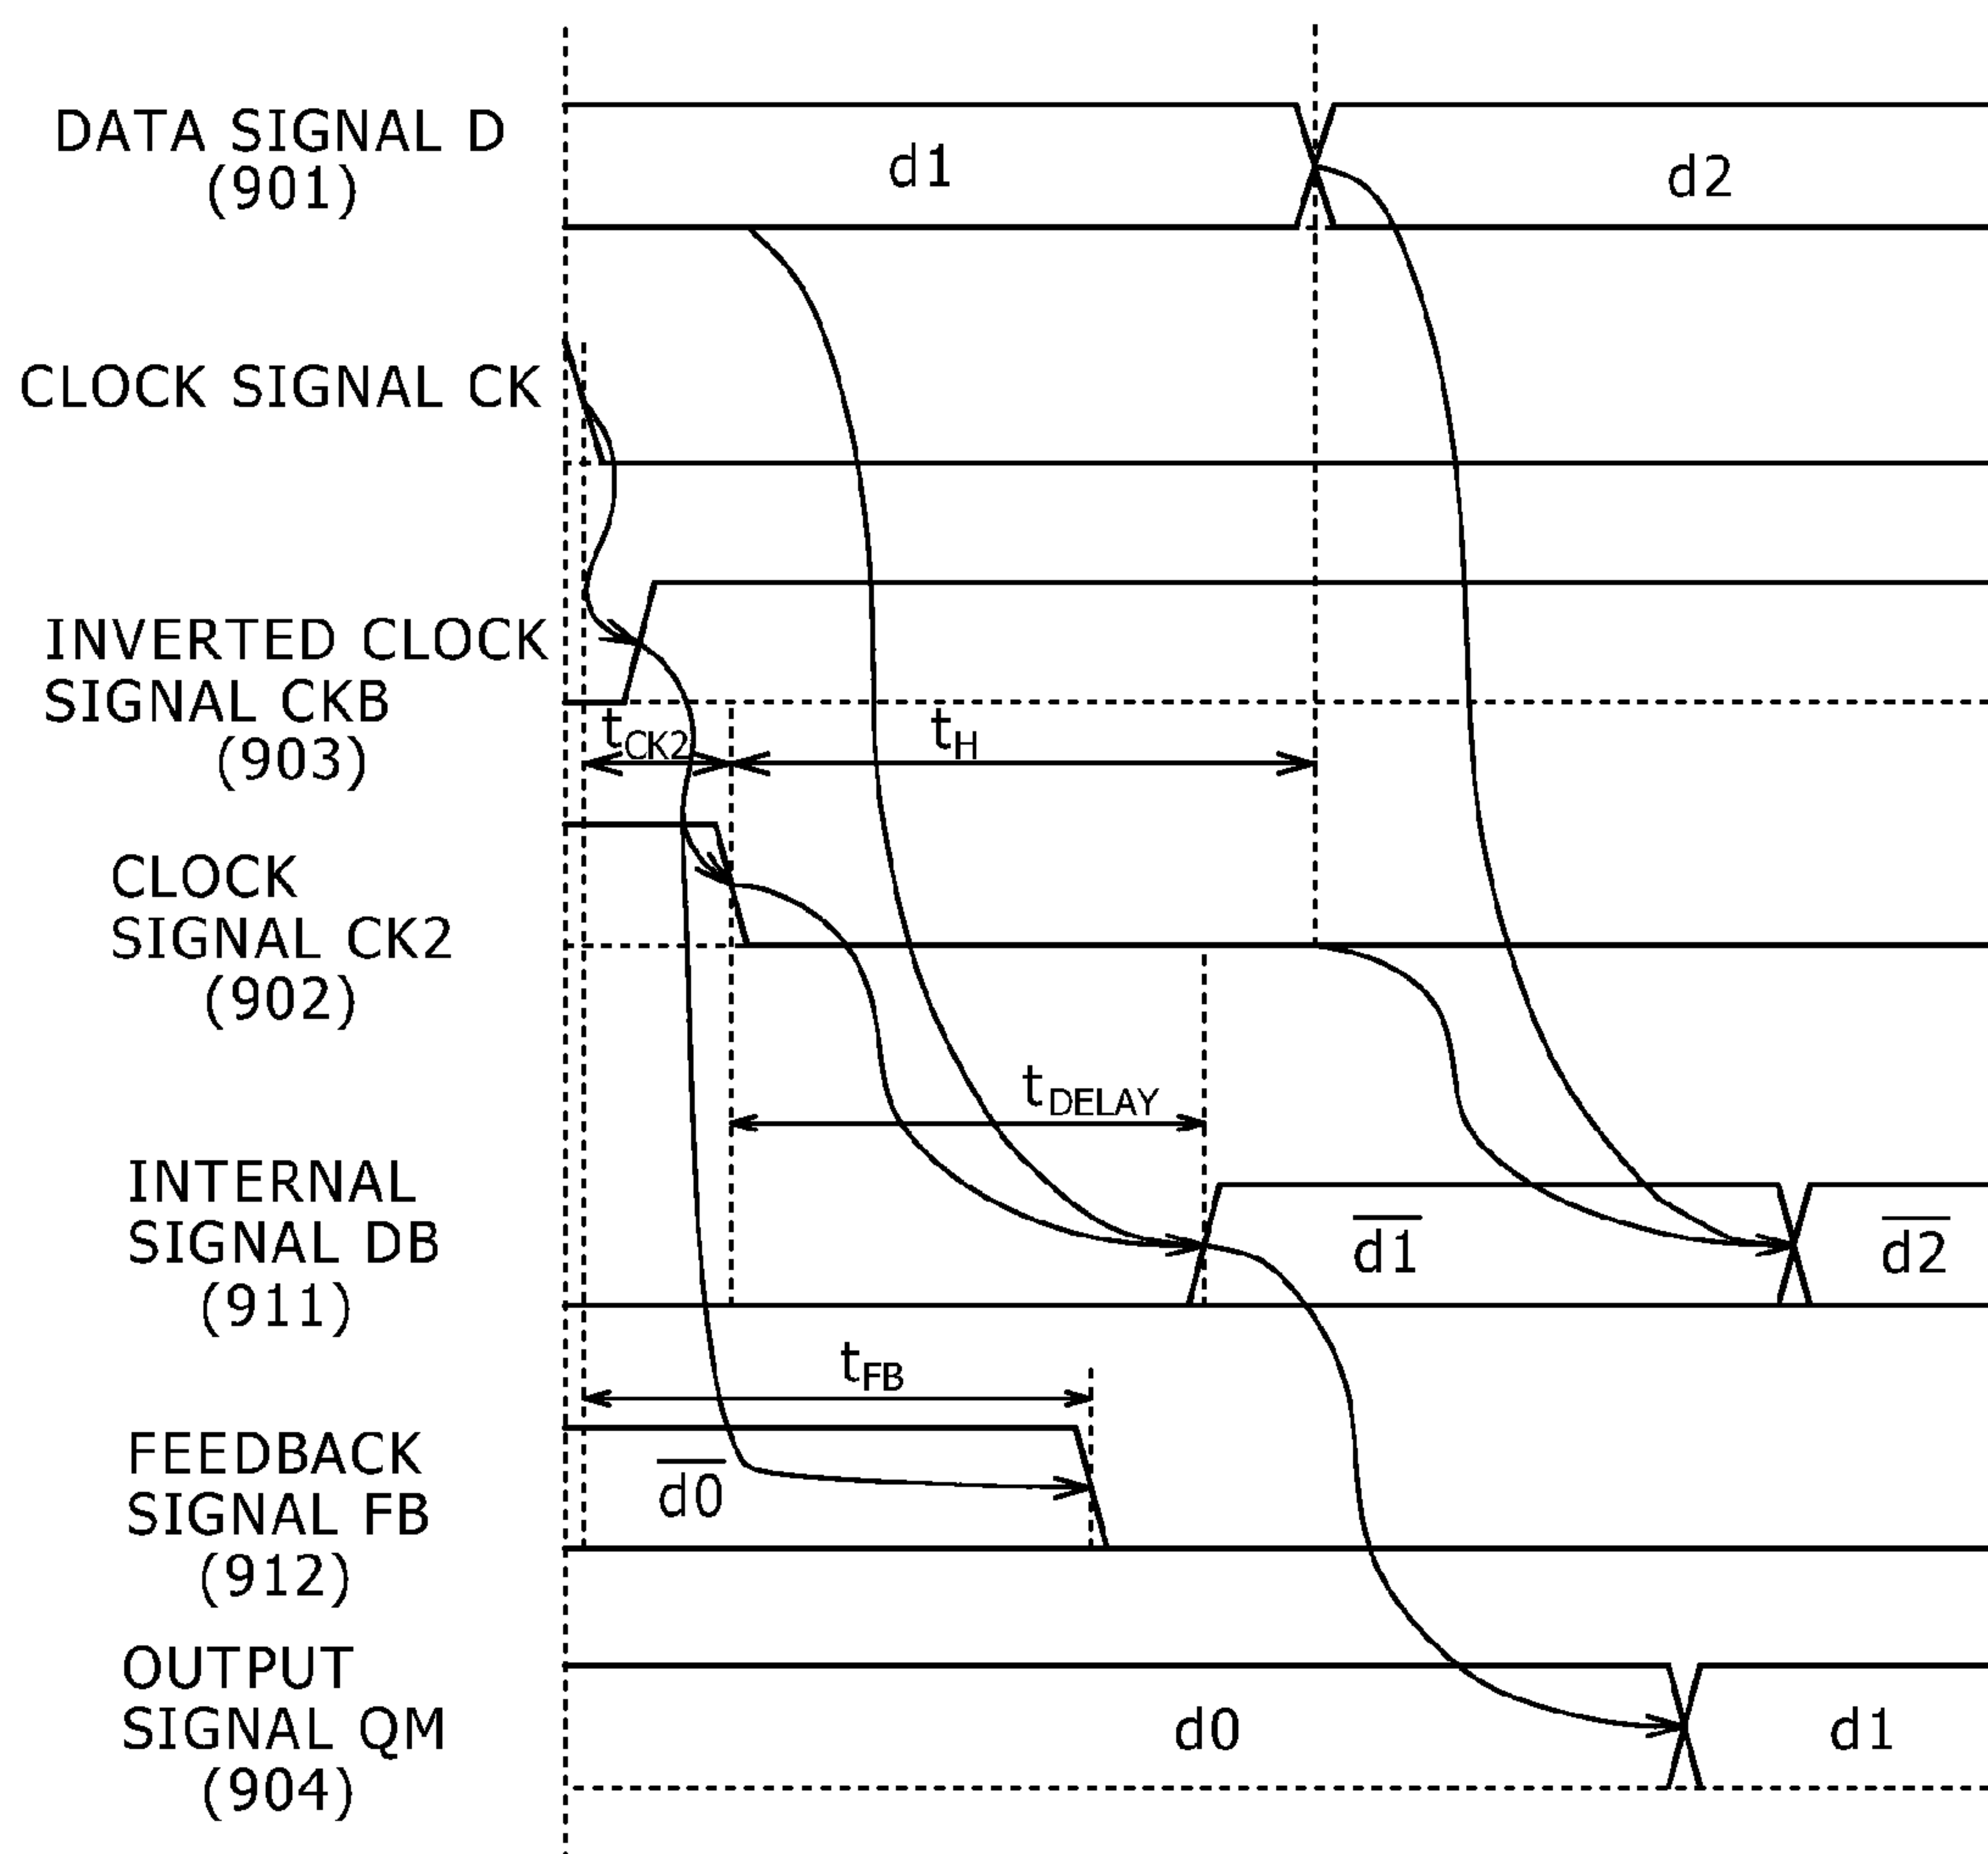 DATA SIGNAL D
(901)
d1
d2
CLOCK SIGNAL CK
INVERTED CLOCK
SIGNAL CKB
(903)
tCK2
tH
CLOCK
SIGNAL CK2
(902)
tDELAY
INTERNAL
SIGNAL DB
(911)
d1
d2
tFB
FEEDBACK
SIGNAL FB
(912)
d0
OUTPUT
SIGNAL QM
(904)
d0
d1